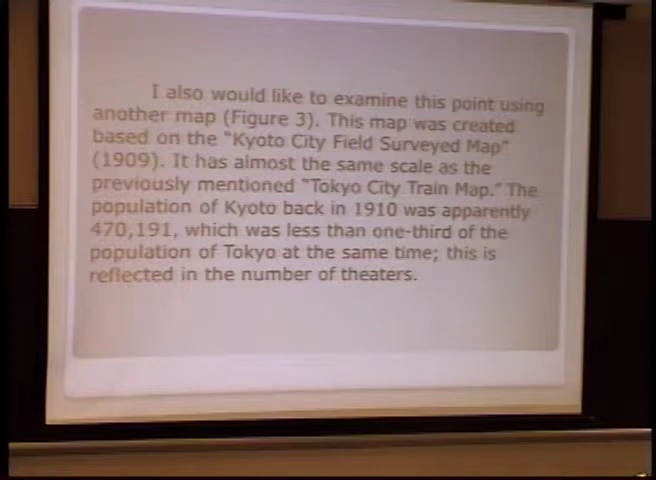 I also would like to examine this point using
another map (Figure 3). This map was created
based on the "Kyoto City Field Surveyed Map"
(1909). It has almost the same scale as the
previously mentioned "Tokyo City Train Map." The
population of Kyoto back in 1910 was apparently
470,191, which was less than one-third of the
population of Tokyo at the same time; this is
reflected in the number of theaters.